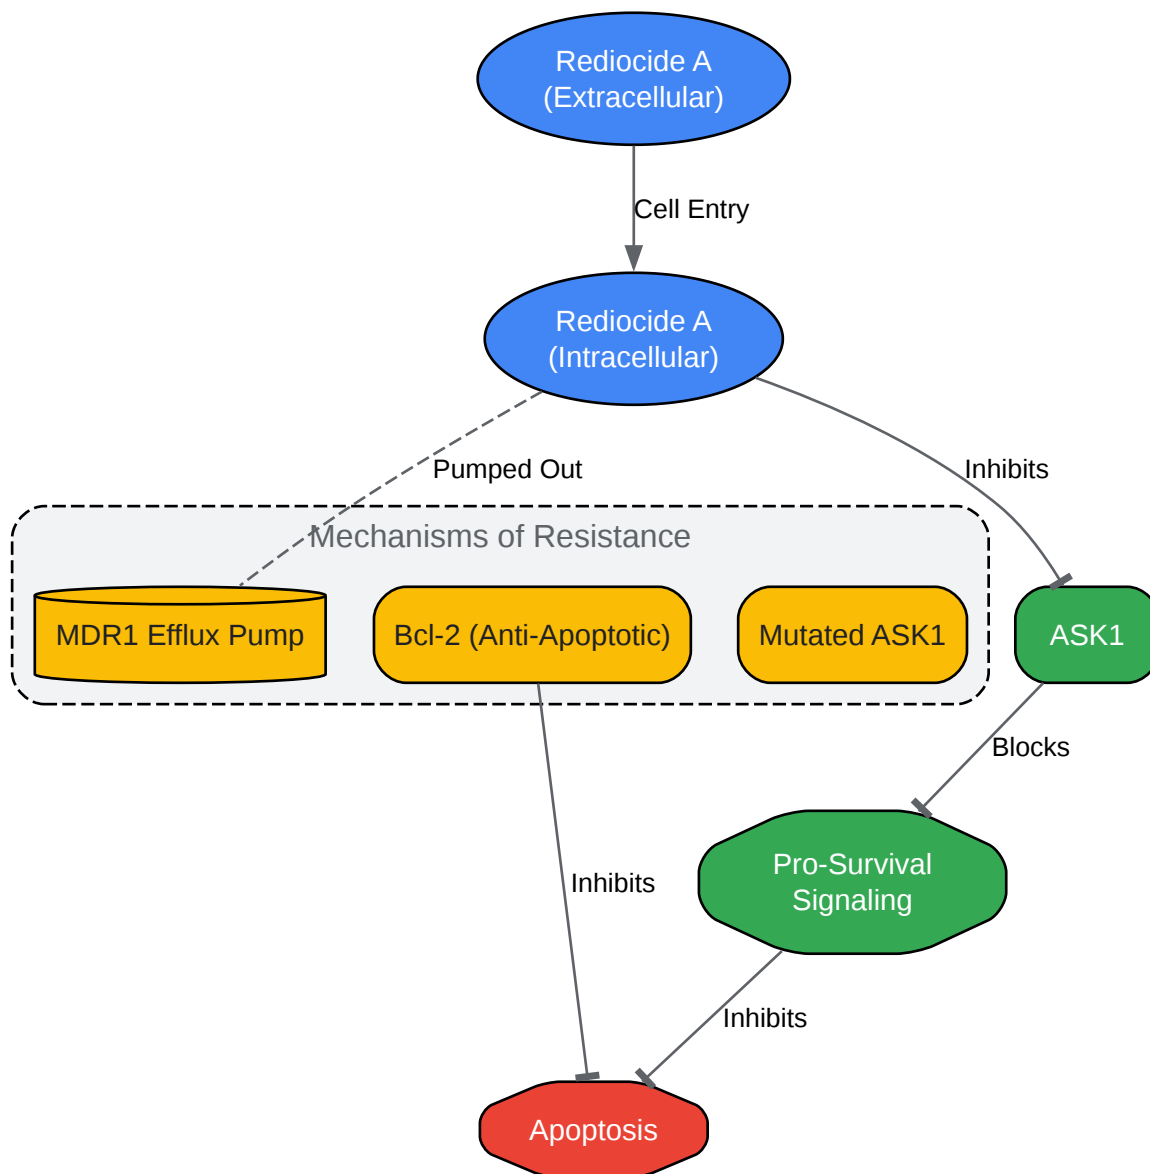 Rediocide A
(Extracellular)
Cell Entry
Rediocide A
(Intracellular)
Pumped Out
Inhibits
Mechanisms of Resistance
MDR1 Efflux Pump
Bcl-2 (Anti-Apoptotic)
Mutated ASK1
ASK1
Blocks
Pro-Survival
Signaling
Inhibits
Inhibits
Apoptosis